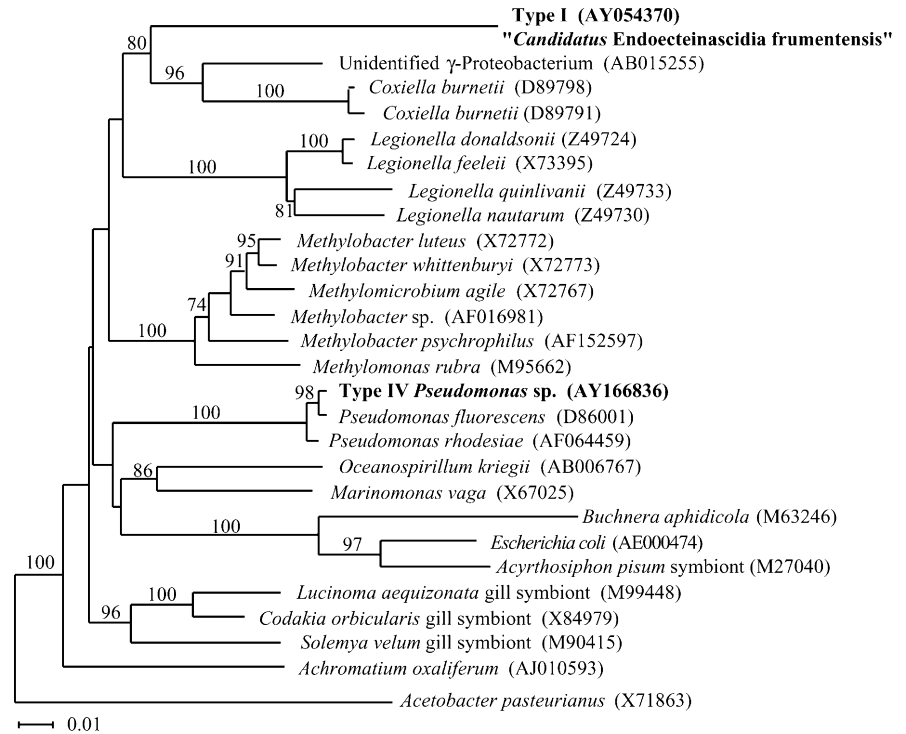 Type I (AY054370)
80
"Candidatus Endoecteinascidia frumentensis"
Unidentified γ-Proteobacterium (AB015255)
96
Coxiella burnetii (D89798)
100
Coxiella burnetii (D89791)
Legionella donaldsonii (Z49724)
100
Legionella feeleii (X73395)
100
Legionella quinlivanii (Z49733)
81
Legionella nautarum (Z49730)
95
Methylobacter luteus (X72772)
91
Methylobacter whittenburyi (X72773)
Methylomicrobium agile (X72767)
74
Methylobacter sp. (AF016981)
100
Methylobacter psychrophilus (AF152597)
Methylomonas rubra (M95662)
98
Type IV Pseudomonas sp. (AY166836)
100
Pseudomonas fluorescens (D86001)
Pseudomonas rhodesiae (AF064459)
86
Oceanospirillum kriegii (AB006767)
Marinomonas vaga (X67025)
Buchnera aphidicola (M63246)
100
Escherichia coli (AE000474)
97
Acyrthosiphon pisum symbiont (M27040)
100
Lucinoma aequizonata gill symbiont (M99448)
100
96
Codakia orbicularis gill symbiont (X84979)
Solemya velum gill symbiont (M90415)
Achromatium oxaliferum (AJ010593)
Acetobacter pasteurianus (X71863)
0.01